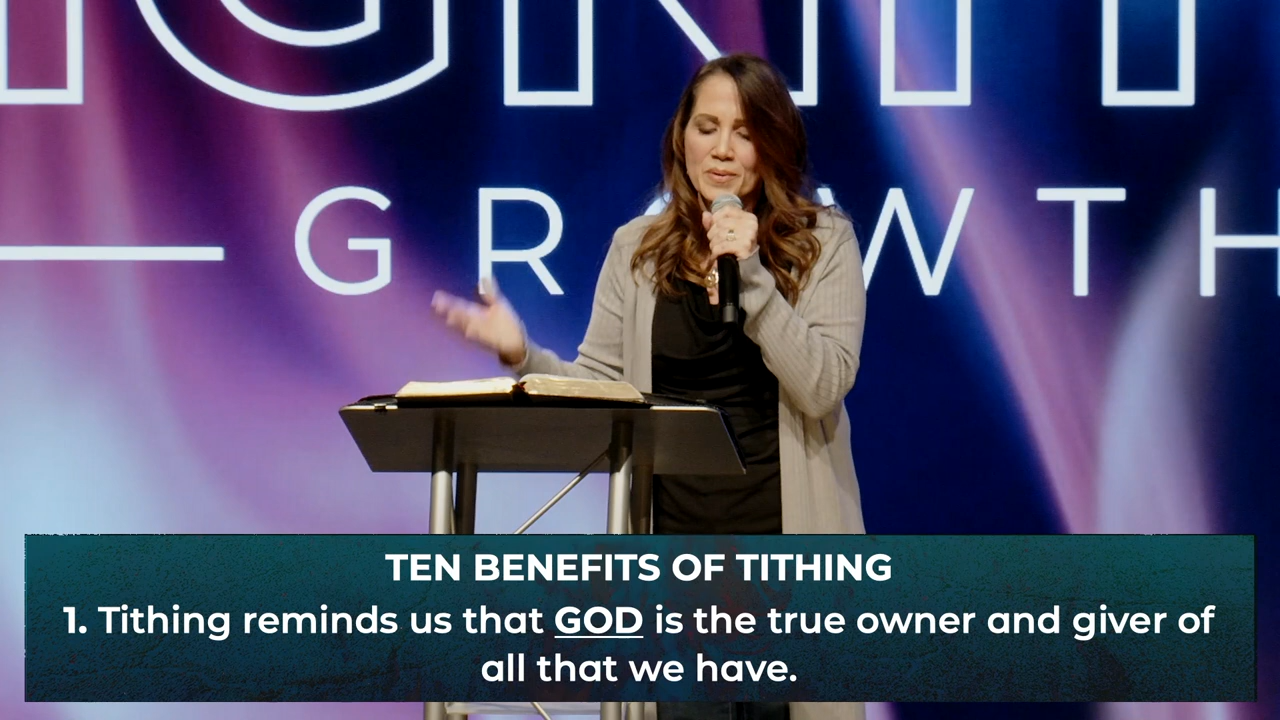 GROWTH
TEN BENEFITS OF TITHING
1. Tithing reminds us that GOD is the true owner and giver of
all that we have.